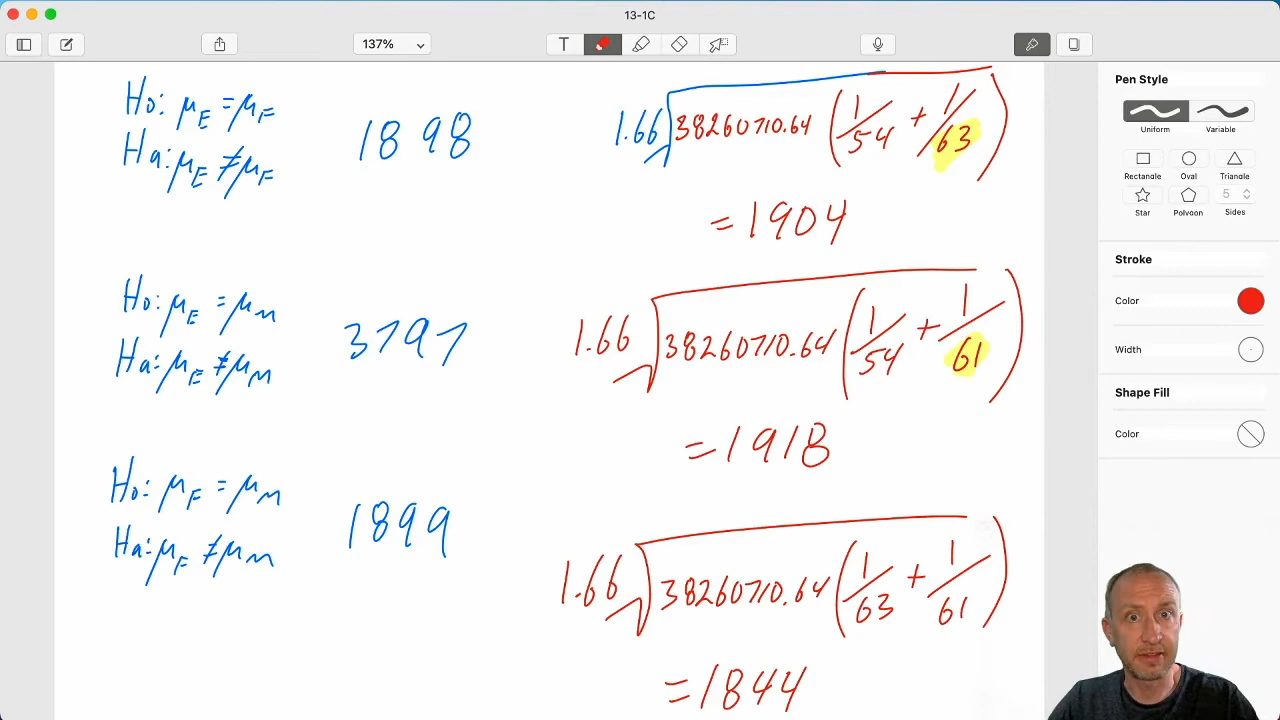 13-1C
137%
T
Pen Style
Uniform
Variable
Rectangle
Oval
Triangle
Star
Polygon
5
Sides
Stroke
Color
Width
Shape Fill
Color
Ho: μE = μF
Ha: μE ≠ μF
1898
1.66 √38260710.64 (1/54 + 1/63)
= 1904
Ho: μE = μM
Ha: μE ≠ μM
3797
1.66 √38260710.64 (1/54 + 1/61)
= 1918
Ho: μF = μM
Ha: μF ≠ μM
1899
1.66 √38260710.64 (1/63 + 1/61)
= 1844